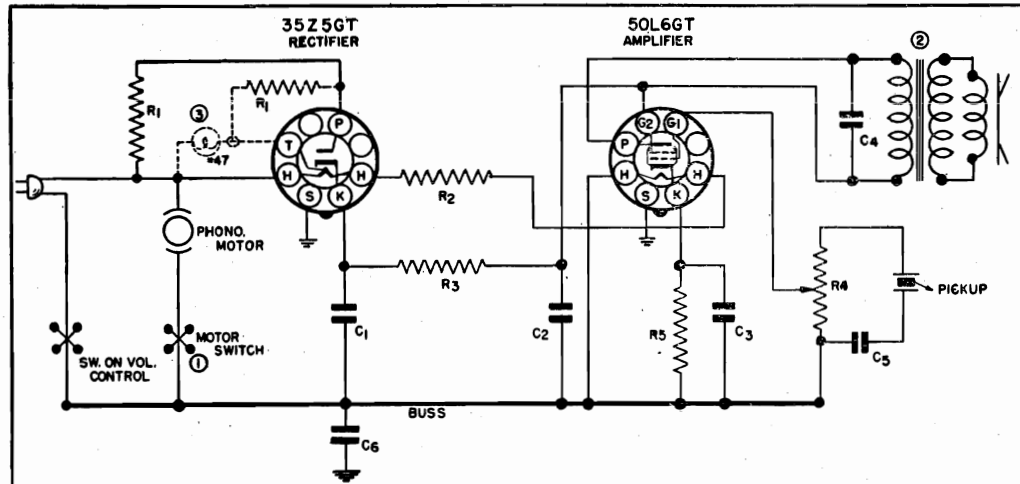 35Z5GT
RECTIFIER
50L6GT
AMPLIFIER
②
R1
R1
③
=47
P
T
H
H
S
K
G2
G1
P
H
H
S
K
C4
R2
PHONO.
MOTOR
R3
R4
PICKUP
C1
C2
R5
C3
C5
SW. ON VOL.
CONTROL
MOTOR
SWITCH
①
BUSS
C6